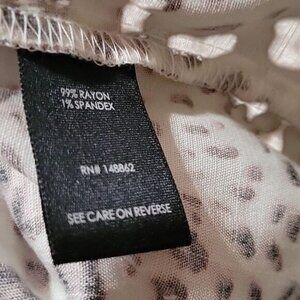 99% RAYON
1% SPANDEX
RN# 148862
SEE CARE ON REVERSE